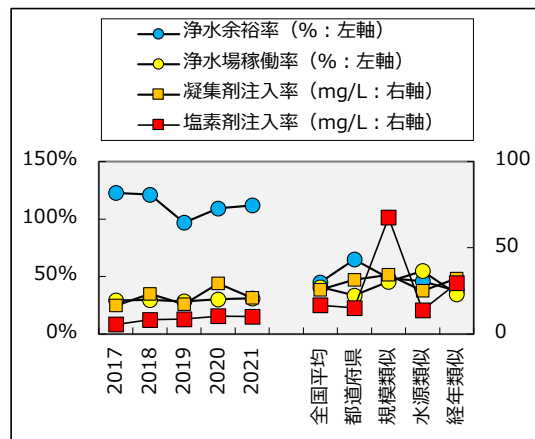 浄水余裕率（%：左軸）
浄水場稼働率（%：左軸）
凝集剤注入率（mg/L：右軸）
塩素剤注入率（mg/L：右軸）
150%
100%
50%
0%
100
50
0
2017
2018
2019
2020
2021
全国平均
都道府県
規模類似
水源類似
経年類似